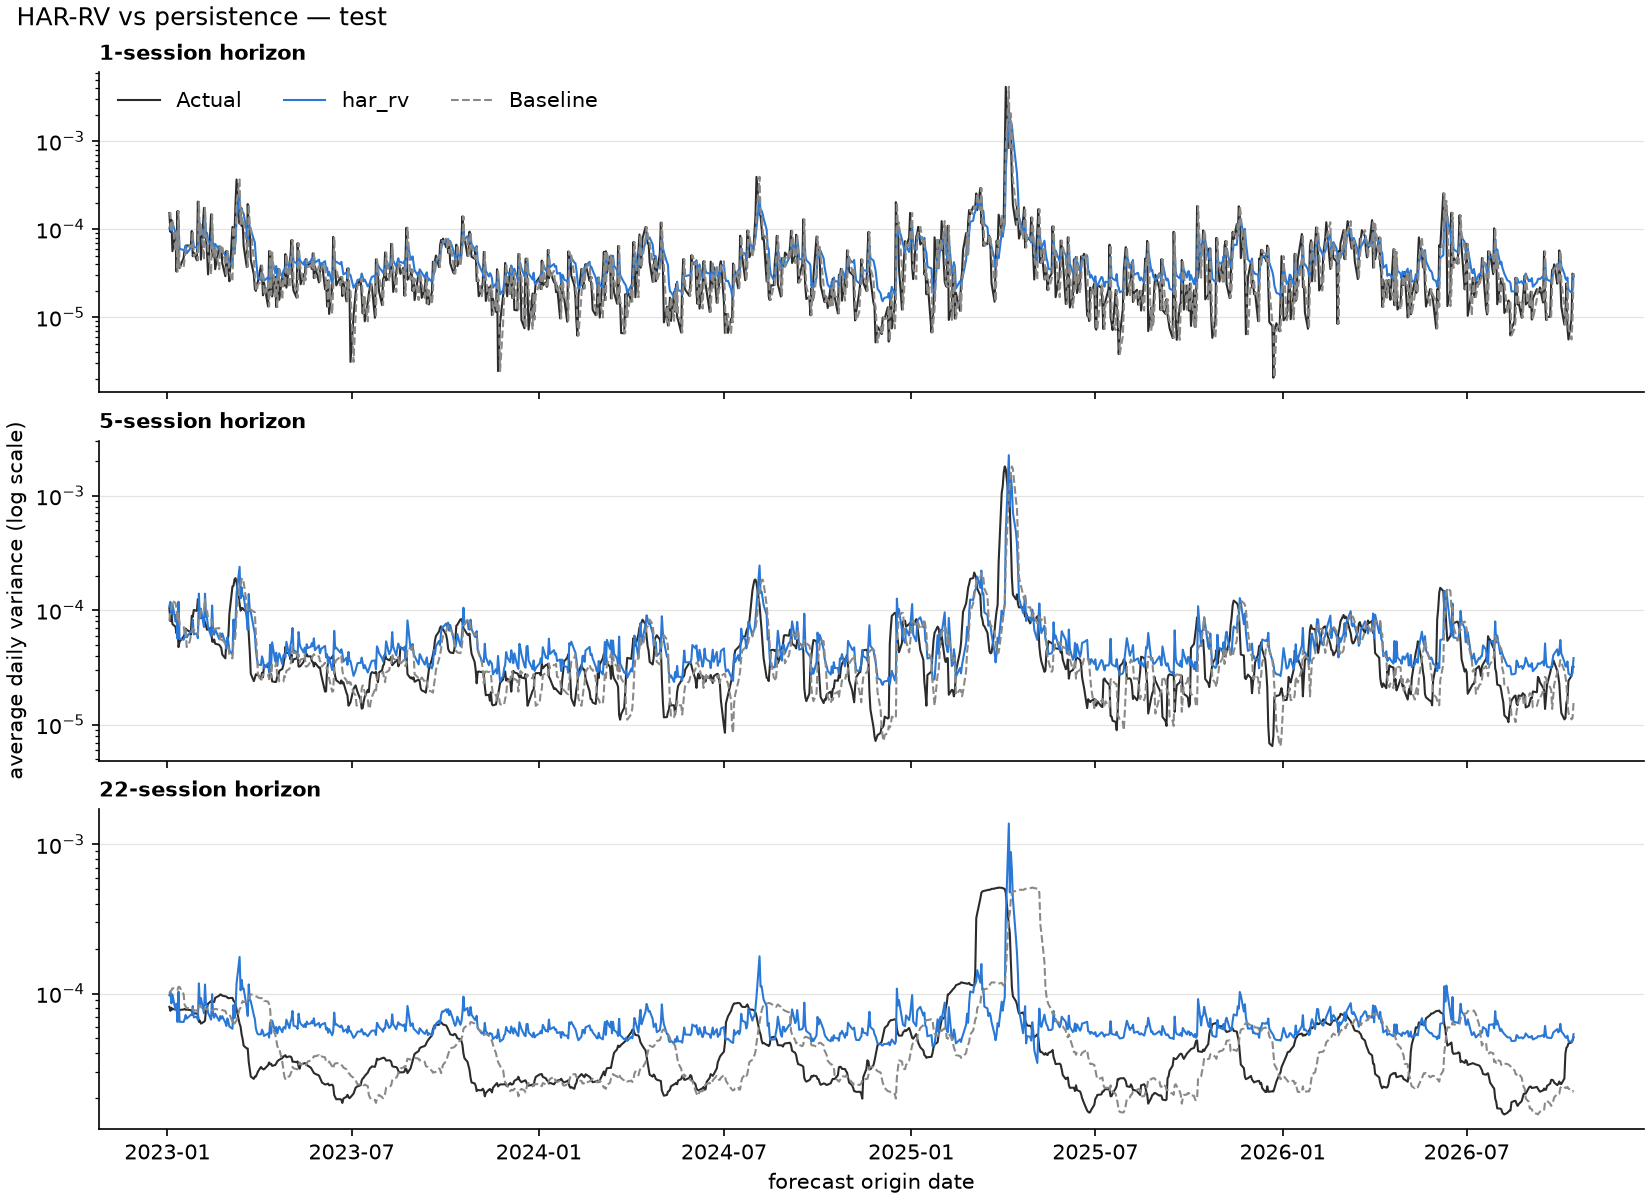 HAR-RV vs persistence — test
1-session horizon
Actual har_rv Baseline
10⁻³
10⁻⁴
10⁻⁵
5-session horizon
10⁻³
10⁻⁴
10⁻⁵
average daily variance (log scale)
22-session horizon
10⁻³
10⁻⁴
2023-01 2023-07 2024-01 2024-07 2025-01 2025-07 2026-01 2026-07
forecast origin date